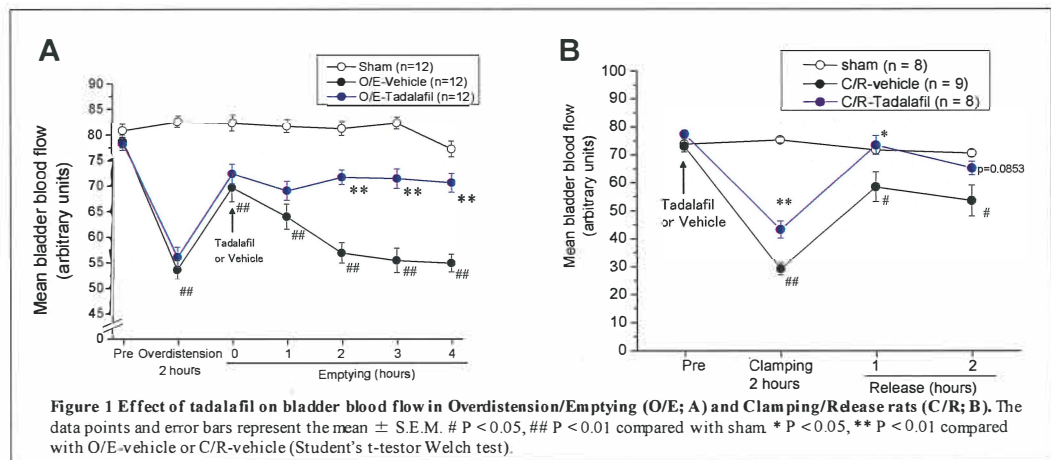 A
Sham (n=12)
O/E-Vehicle (n=12)
O/E-Tadalafil (n=12)
Mean bladder blood flow
(arbitrary units)
90
85
80
75
70
65
60
55
50
45
0
##
##
##
##
##
##
**
**
**
Tadalafil
or Vehicle
Pre
Overdistension
2 hours
0
1
2
3
4
Emptying (hours)
B
sham (n = 8)
C/R-vehicle (n = 9)
C/R-Tadalafil (n = 8)
Mean bladder blood flow
(arbitrary units)
100
90
80
70
60
50
40
30
20
10
0
Tadalafil
or Vehicle
**
##
*
#
p=0.0853
#
Pre
Clamping
2 hours
1
2
Release (hours)
Figure 1 Effect of tadalafil on bladder blood flow in Overdistension/Emptying (O/E; A) and Clamping/Release rats (C/R; B). The
data points and error bars represent the mean ± S.E.M. # P < 0.05, ## P < 0.01 compared with sham. * P < 0.05, ** P < 0.01 compared
with O/E-vehicle or C/R-vehicle (Student's t-testor Welch test).